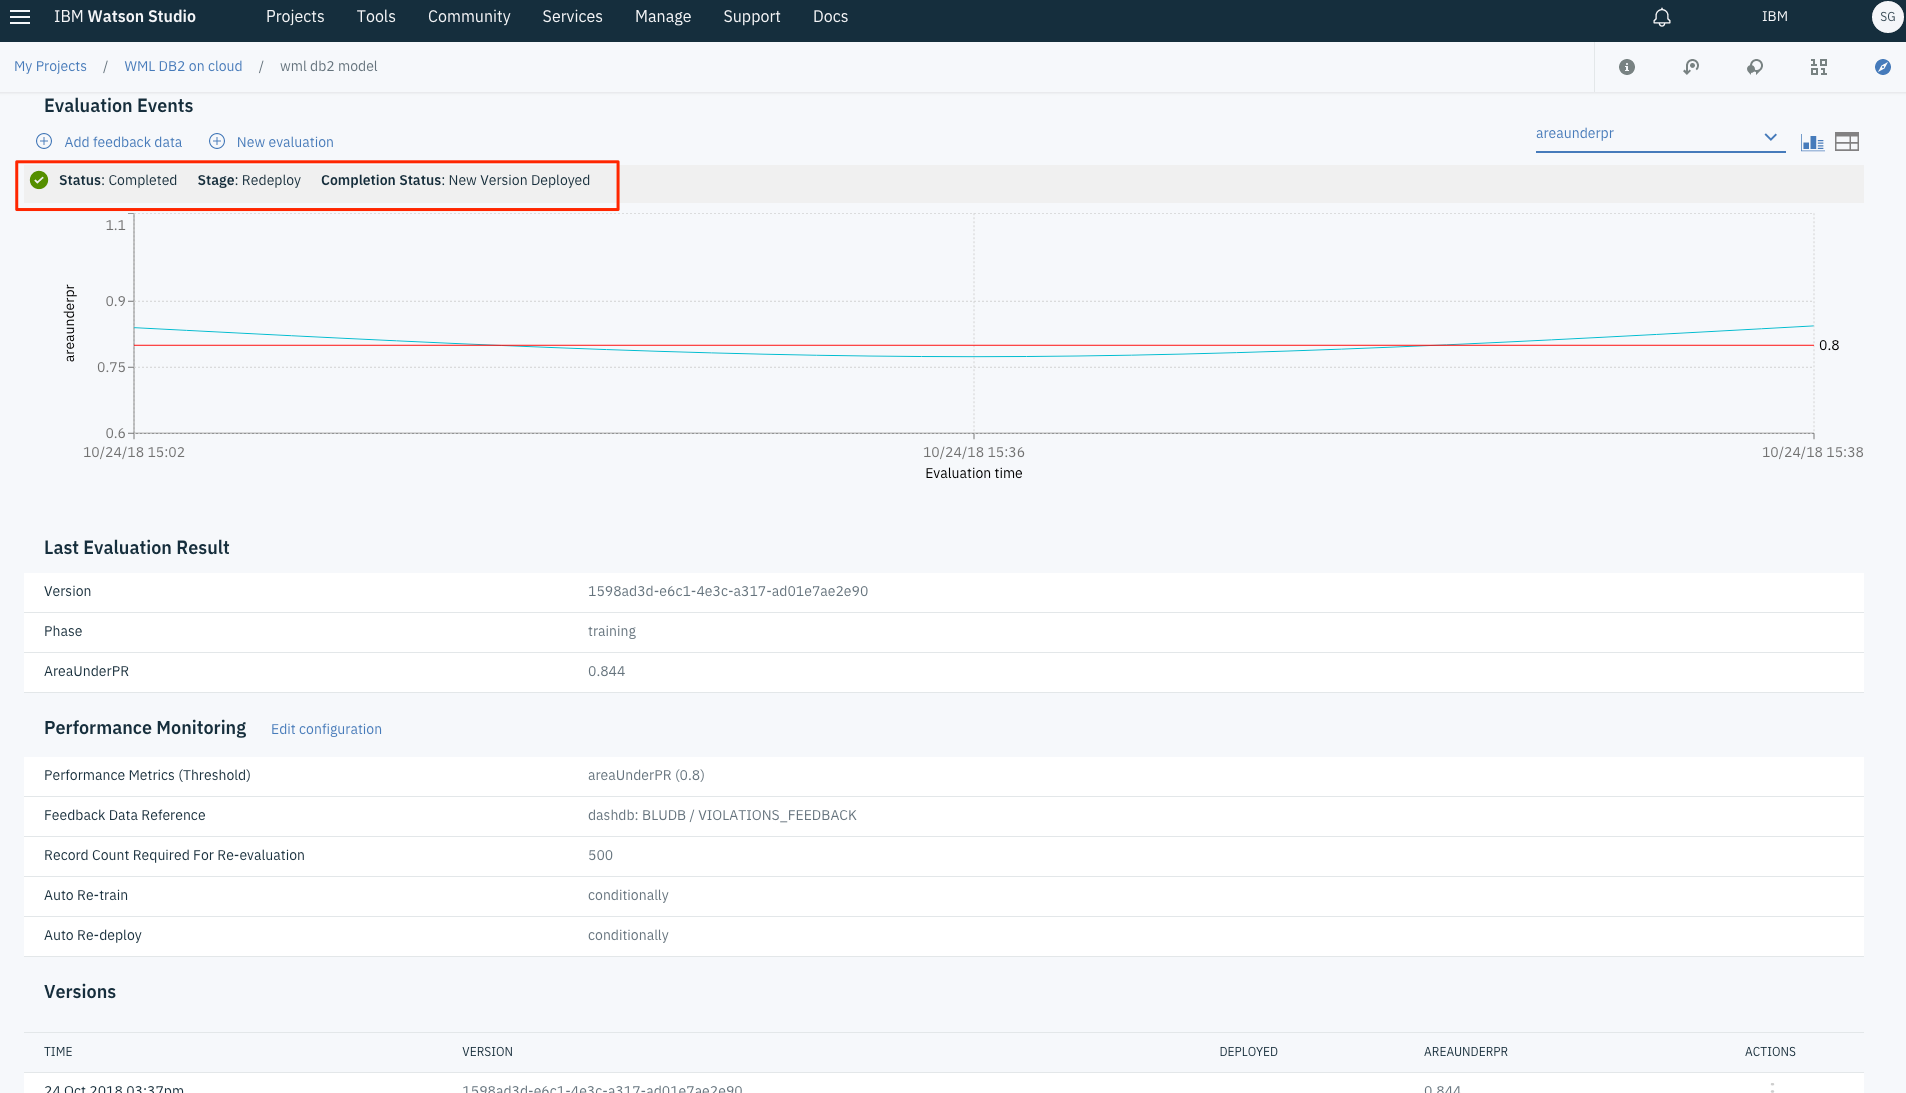 IBM Watson Studio Projects Tools Community Services Manage Support Docs IBM SG
My Projects / WML DB2 on cloud / wml db2 model
Evaluation Events
Add feedback data New evaluation areaunderpr
Status: Completed Stage: Redeploy Completion Status: New Version Deployed
1.1
0.9
0.75
0.6
areaunderpr
0.8
10/24/18 15:02 10/24/18 15:36 10/24/18 15:38
Evaluation time
Last Evaluation Result
Version 1598ad3d-e6c1-4e3c-a317-ad01e7ae2e90
Phase training
AreaUnderPR 0.844
Performance Monitoring Edit configuration
Performance Metrics (Threshold) areaUnderPR (0.8)
Feedback Data Reference dashdb: BLUDB / VIOLATIONS_FEEDBACK
Record Count Required For Re-evaluation 500
Auto Re-train conditionally
Auto Re-deploy conditionally
Versions
TIME VERSION DEPLOYED AREAUNDERPR ACTIONS
24 Oct 2018 03:37pm 1598ad3d-e6c1-4e3c-a317-ad01e7ae2e90 0.844